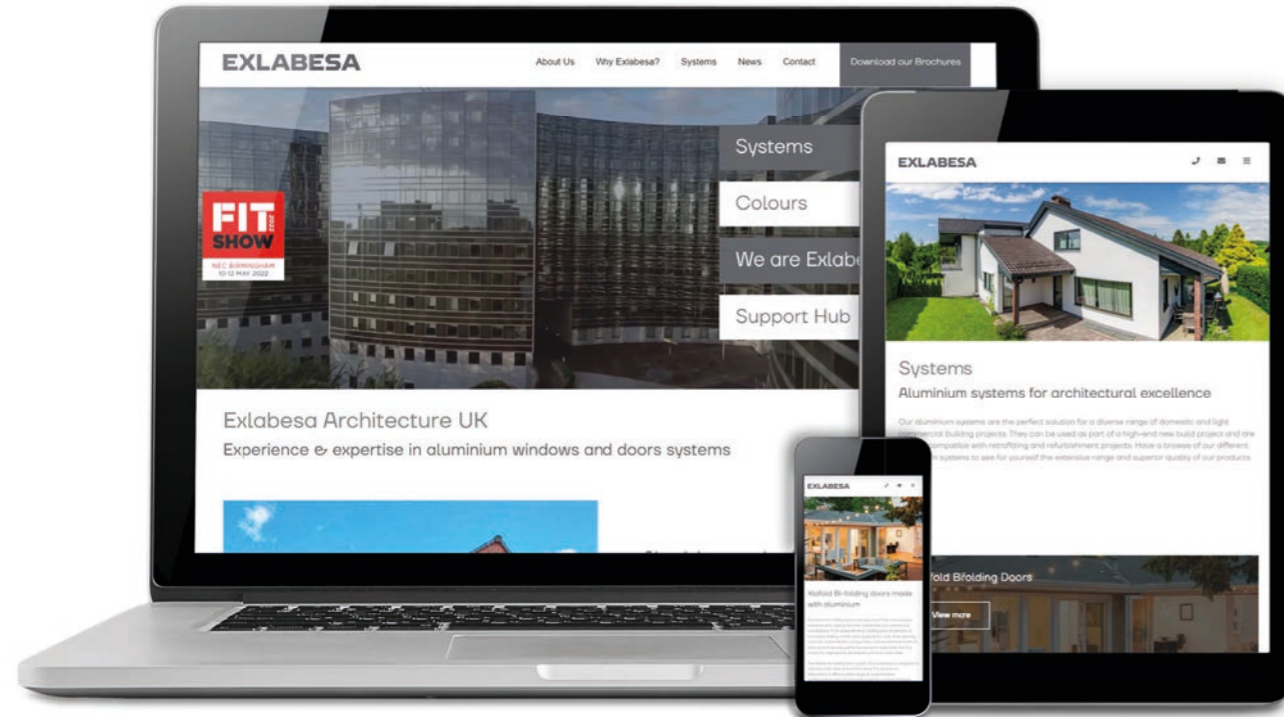 EXLABESA
About Us Why Exlabesa? Systems News Contact Download our Brochures
Systems
Colours
We are Exlabe
Support Hub
FIT 2022
SHOW
NEC BIRMINGHAM
10-12 MAY 2022
Exlabesa Architecture UK
Experience & expertise in aluminium windows and doors systems
EXLABESA
Systems
Aluminium systems for architectural excellence
Our aluminium systems are the perfect solution for a diverse range of domestic and light
commercial building projects. They can be used as part of a high-end new build project and are
compatible with retrofitting and refurbishment projects. Have a browse of our different
systems to see for yourself the extensive range and superior quality of our products
fold Bifolding Doors
View more
EXLABESA
Bi-folding doors made
with aluminium